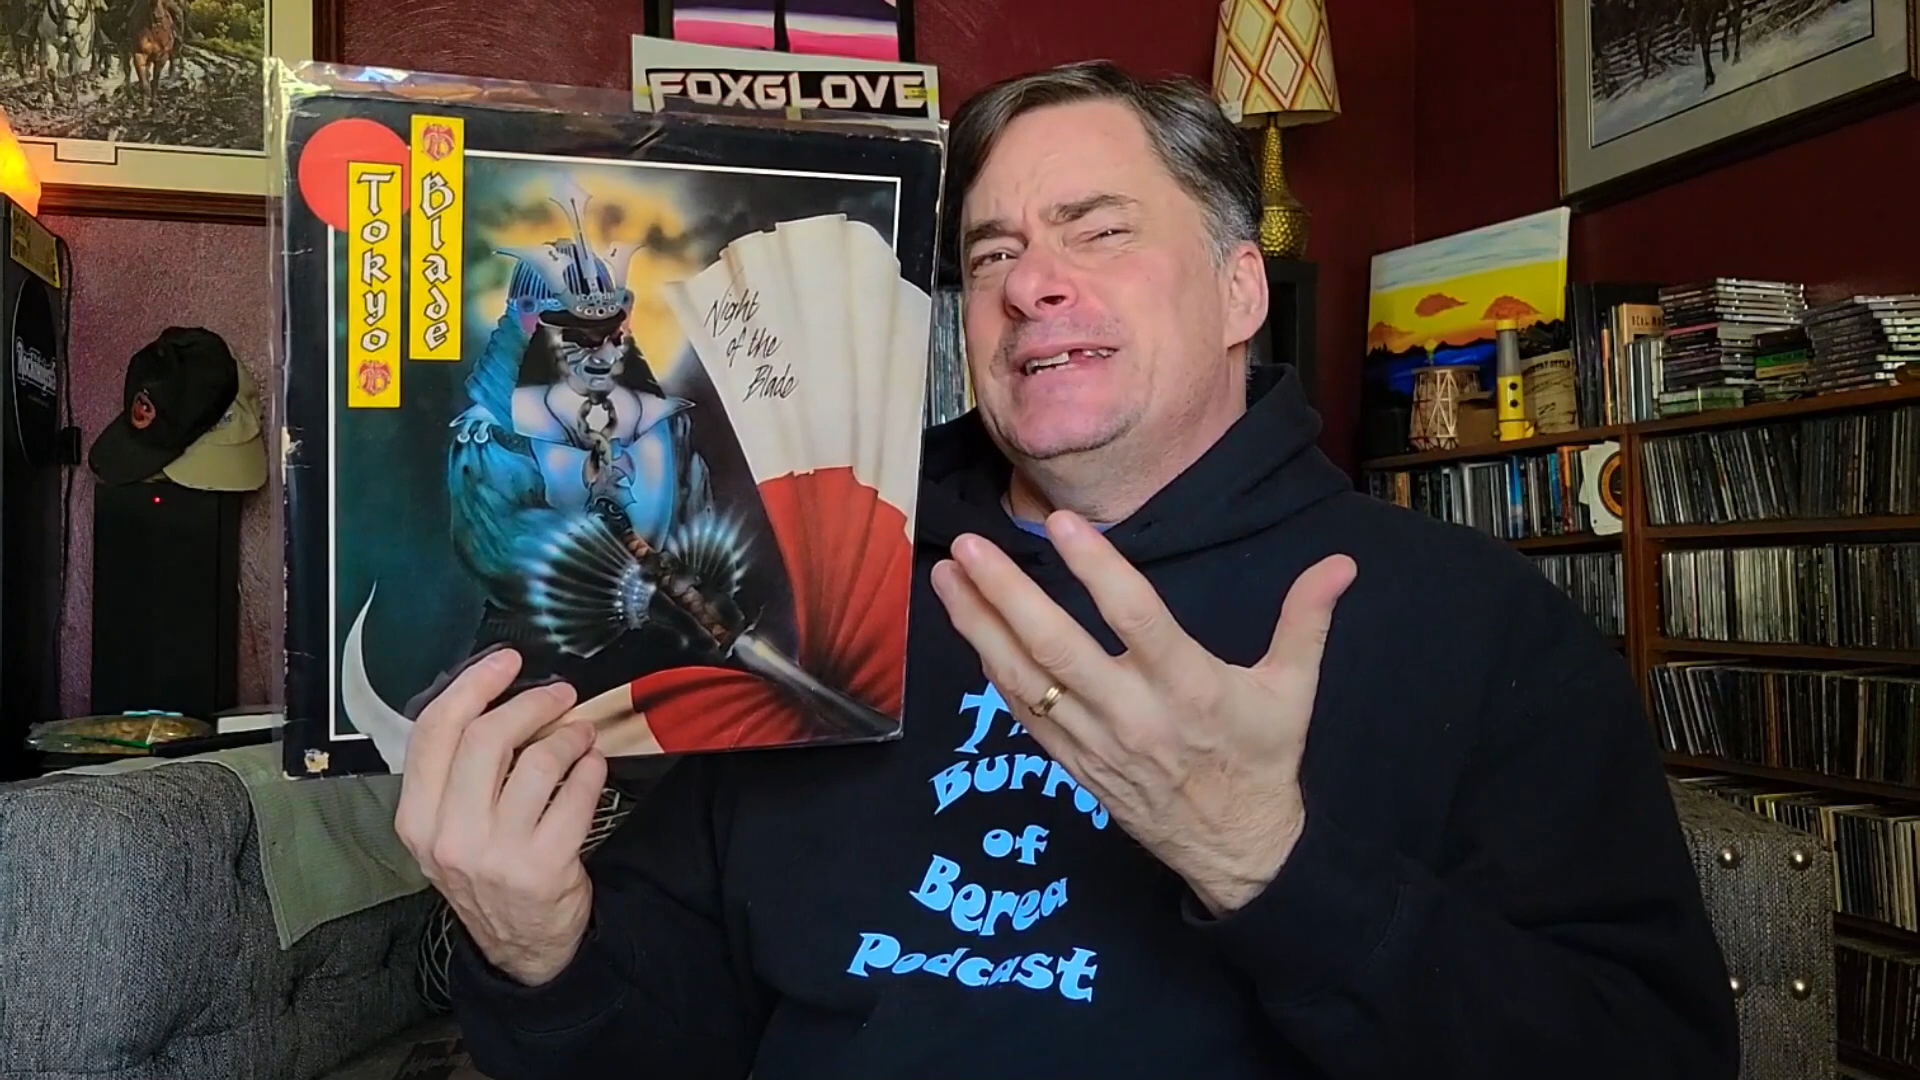 FOXGLOVE
Tokyo
Blade
Night
of the
Blade
of
Berea
Podcast